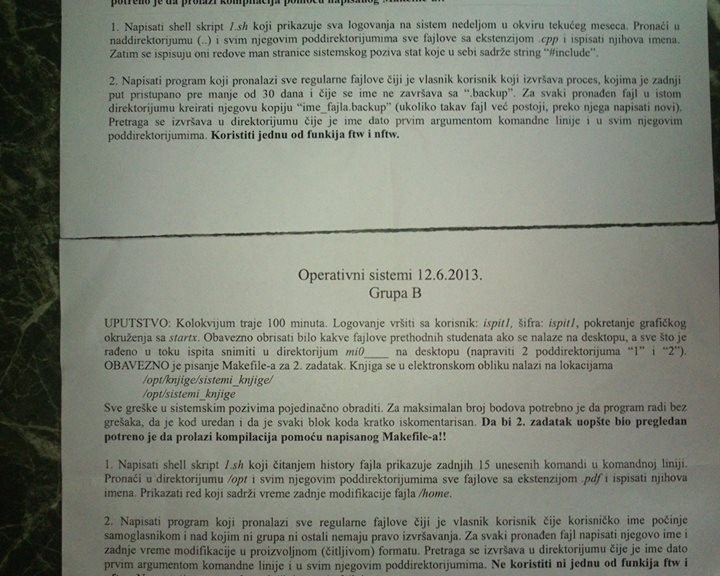 potreno je da prolazi kompilacija pomoću napisanog Makefile-a!!
1. Napisati shell skript 1.sh koji prikazuje sva logovanja na sistem nedeljom u okviru tekućeg meseca. Pronaći u
naddirektorijumu (..) i svim njegovim poddirektorijumima sve fajlove sa ekstenzijom .cpp i ispisati njihova imena.
Zatim se ispisuju oni redove man stranice sistemskog poziva stat koje u sebi sadrže string “#include”.
2. Napisati program koji pronalazi sve regularne fajlove čiji je vlasnik korisnik koji izvršava proces, kojima je zadnji
put pristupano pre manje od 30 dana i čije se ime ne završava sa “.backup”. Za svaki pronađen fajl u istom
direktorijumu kreirati njegovu kopiju “ime_fajla.backup” (ukoliko takav fajl već postoji, preko njega napisati novi).
Pretraga se izvršava u direktorijumu čije je ime dato prvim argumentom komandne linije i u svim njegovim
poddirektorijumima. Koristiti jednu od funkija ftw i nftw.
Operativni sistemi 12.6.2013.
Grupa B
UPUTSTVO: Kolokvijum traje 100 minuta. Logovanje vršiti sa korisnik: ispit1, šifra: ispit1, pokretanje grafičkog
okruženja sa startx. Obavezno obrisati bilo kakve fajlove prethodnih studenata ako se nalaze na desktopu, a sve što je
rađeno u toku ispita snimiti u direktorijum mi0____ na desktopu (napraviti 2 poddirektorijuma “1” i “2”).
OBAVEZNO je pisanje Makefile-a za 2. zadatak. Knjiga se u elektronskom obliku nalazi na lokacijama
/opt/knjige/sistemi_knjige/
/opt/sistemi_knjige
Sve greške u sistemskim pozivima pojedinačno obraditi. Za maksimalan broj bodova potrebno je da program radi bez
grešaka, da je kod uredan i da je svaki blok koda kratko iskomentarisan. Da bi 2. zadatak uopšte bio pregledan
potreno je da prolazi kompilacija pomoću napisanog Makefile-a!!
1. Napisati shell skript 1.sh koji čitanjem history fajla prikazuje zadnjih 15 unesenih komandi u komandnoj liniji.
Pronaći u direktorijumu /opt i svim njegovim poddirektorijumima sve fajlove sa ekstenzijom .pdf i ispisati njihova
imena. Prikazati red koji sadrži vreme zadnje modifikacije fajla /home.
2. Napisati program koji pronalazi sve regularne fajlove čiji je vlasnik korisnik čije korisničko ime počinje
samoglasnikom i nad kojim ni grupa ni ostali nemaju pravo izvršavanja. Za svaki pronađen fajl napisati njegovo ime i
zadnje vreme modifikacije u proizvoljnom (čitljivom) formatu. Pretraga se izvršava u direktorijumu čije je ime dato
prvim argumentom komandne linije i u svim njegovim poddirektorijumima. Ne koristiti ni jednu od funkija ftw i